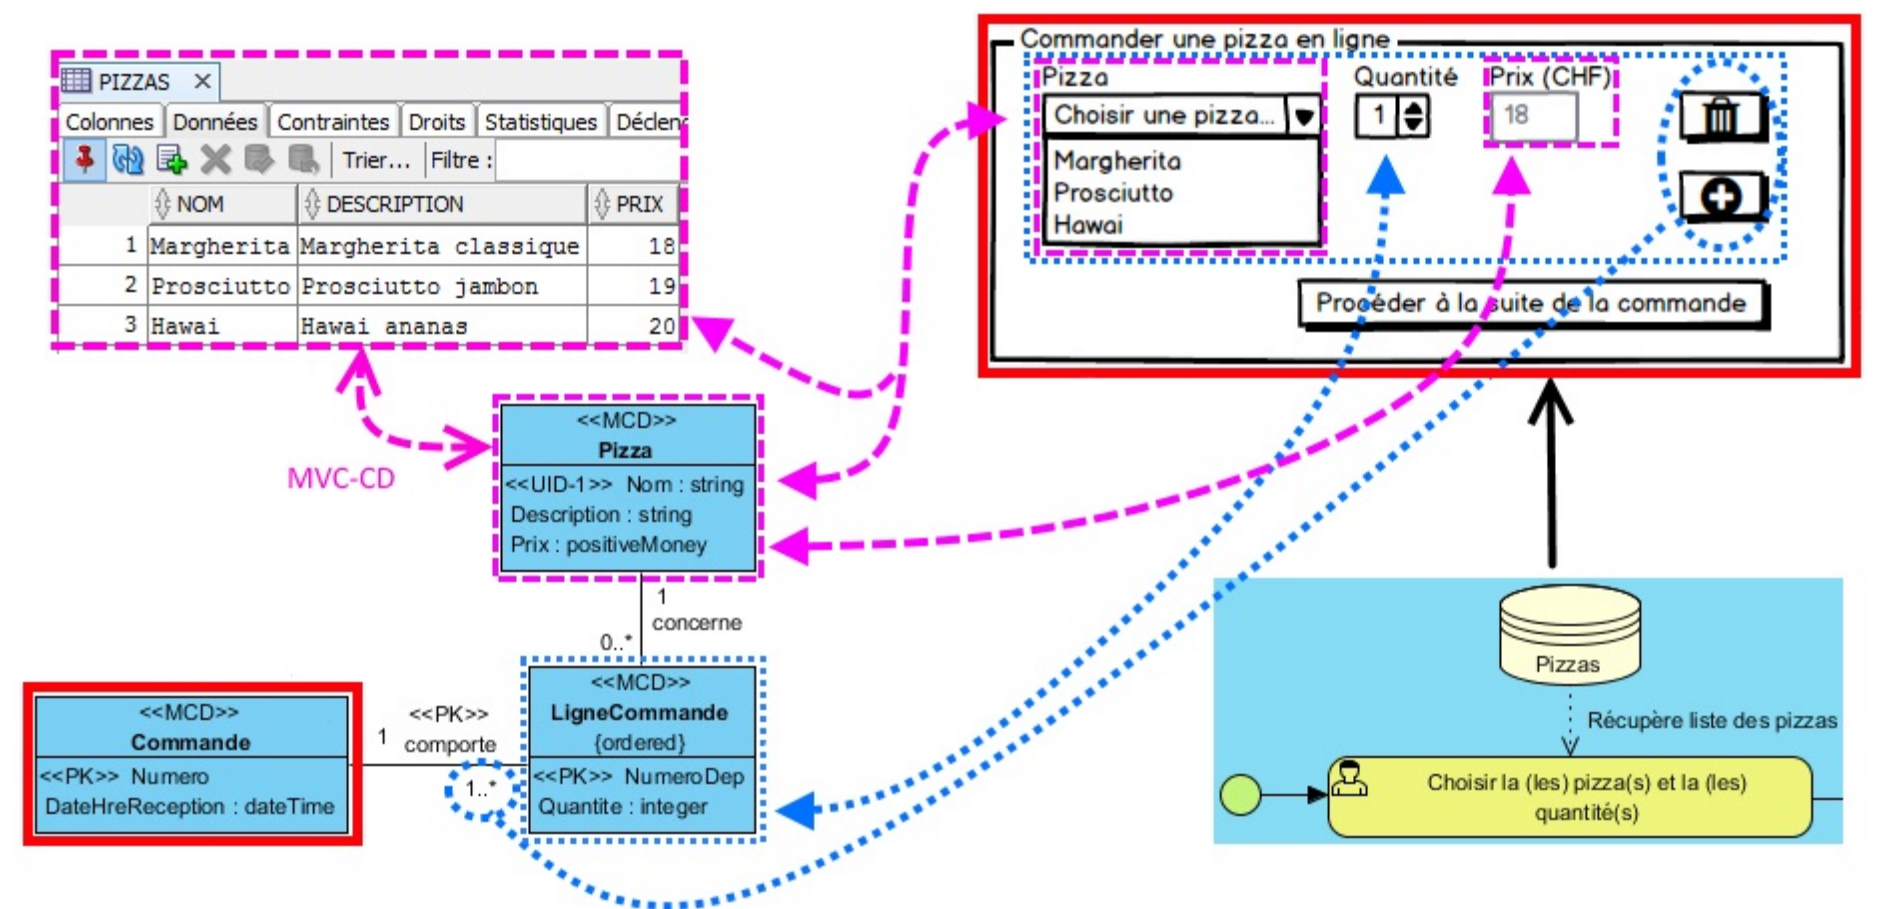 PIZZAS ×
Colonnes Données Contraintes Droits Statistiques
Trier... Filtre :
NOM DESCRIPTION PRIX
1 Margherita Margherita classique 18
2 Prosciutto Prosciutto jambon 19
3 Hawai Hawai ananas 20
Commander une pizza en ligne
Pizza Quantité Prix (CHF)
Choisir une pizza... 1 18
Margherita
Prosciutto
Hawai
Procéder à la suite de la commande
MVC-CD
<<MCD>>
Pizza
<<UID-1>> Nom : string
Description : string
Prix : positiveMoney
1
concerne
0..*
<<MCD>>
LigneCommande
{ordered}
<<PK>> NumeroDep
Quantite : integer
<<MCD>>
Commande
<<PK>> Numero
DateHreReception : dateTime
1
<<PK>>
comporte
1..*
Pizzas
Récupère liste des pizzas
Choisir la (les) pizza(s) et la (les)
quantité(s)